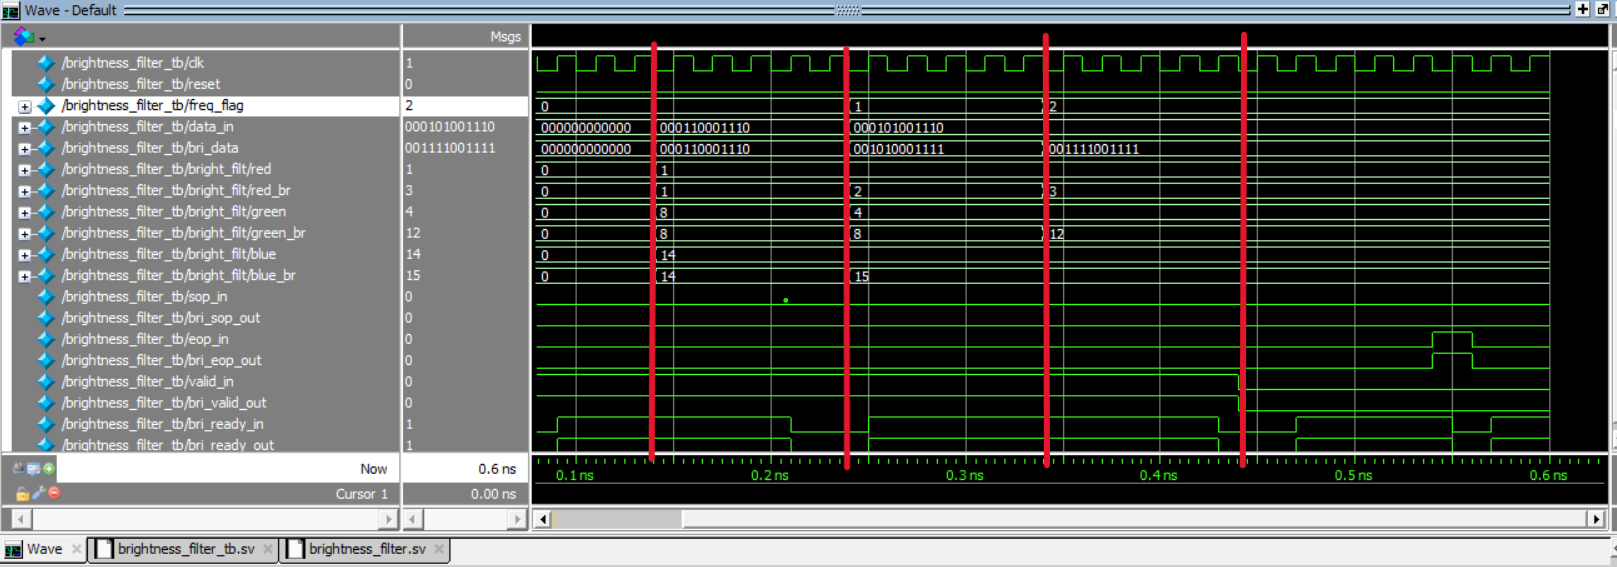 Wave - Default
Msgs
/brightness_filter_tb/clk 1
/brightness_filter_tb/reset 0
/brightness_filter_tb/freq_flag 2 0 1 2
/brightness_filter_tb/data_in 000101001110 000000000000 000110001110 000101001110
/brightness_filter_tb/bri_data 001111001111 000000000000 000110001110 001010001111 001111001111
/brightness_filter_tb/bright_filt/red 1 0 1
/brightness_filter_tb/bright_filt/red_br 3 0 1 2 3
/brightness_filter_tb/bright_filt/green 4 0 8 4
/brightness_filter_tb/bright_filt/green_br 12 0 8 8 12
/brightness_filter_tb/bright_filt/blue 14 0 14
/brightness_filter_tb/bright_filt/blue_br 15 0 14 15
/brightness_filter_tb/sop_in 0
/brightness_filter_tb/bri_sop_out 0
/brightness_filter_tb/eop_in 0
/brightness_filter_tb/bri_eop_out 0
/brightness_filter_tb/valid_in 0
/brightness_filter_tb/bri_valid_out 0
/brightness_filter_tb/bri_ready_in 1
/brightness_filter_tb/bri_ready_out 1
Now 0.6 ns 0.1 ns 0.2 ns 0.3 ns 0.4 ns 0.5 ns 0.6 ns
Cursor 1 0.00 ns
Wave brightness_filter_tb.sv brightness_filter.sv